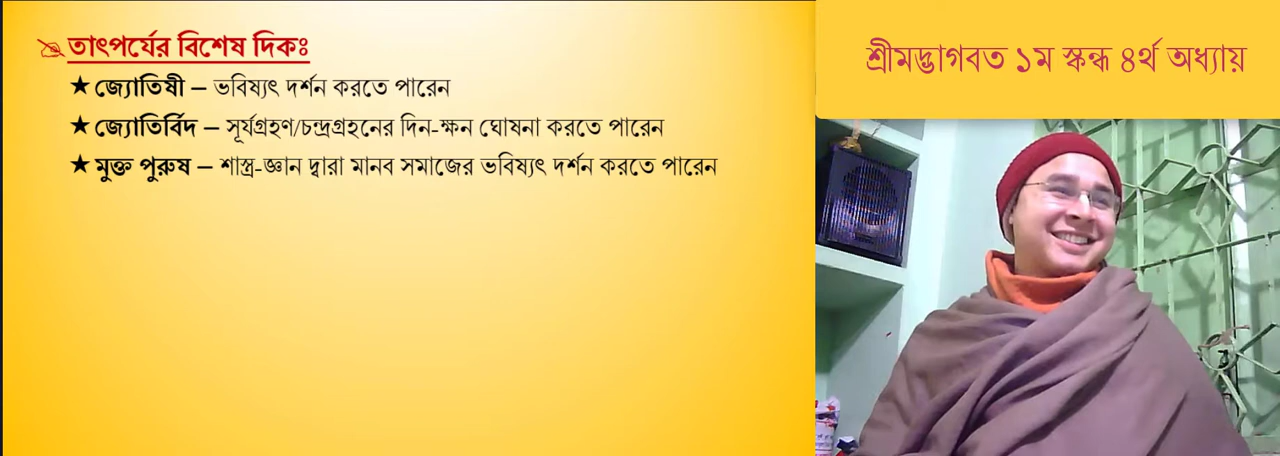 তাৎপর্যের বিশেষ দিকঃ
★ জ্যোতিষী – ভবিষ্যৎ দর্শন করতে পারেন
★ জ্যোতির্বিদ – সূর্যগ্রহণ/চন্দ্রগ্রহনের দিন-ক্ষন ঘোষনা করতে পারেন
★ মুক্ত পুরুষ – শাস্ত্র-জ্ঞান দ্বারা মানব সমাজের ভবিষ্যৎ দর্শন করতে পারেন
শ্রীমদ্ভাগবত ১ম স্কন্ধ ৪র্থ অধ্যায়